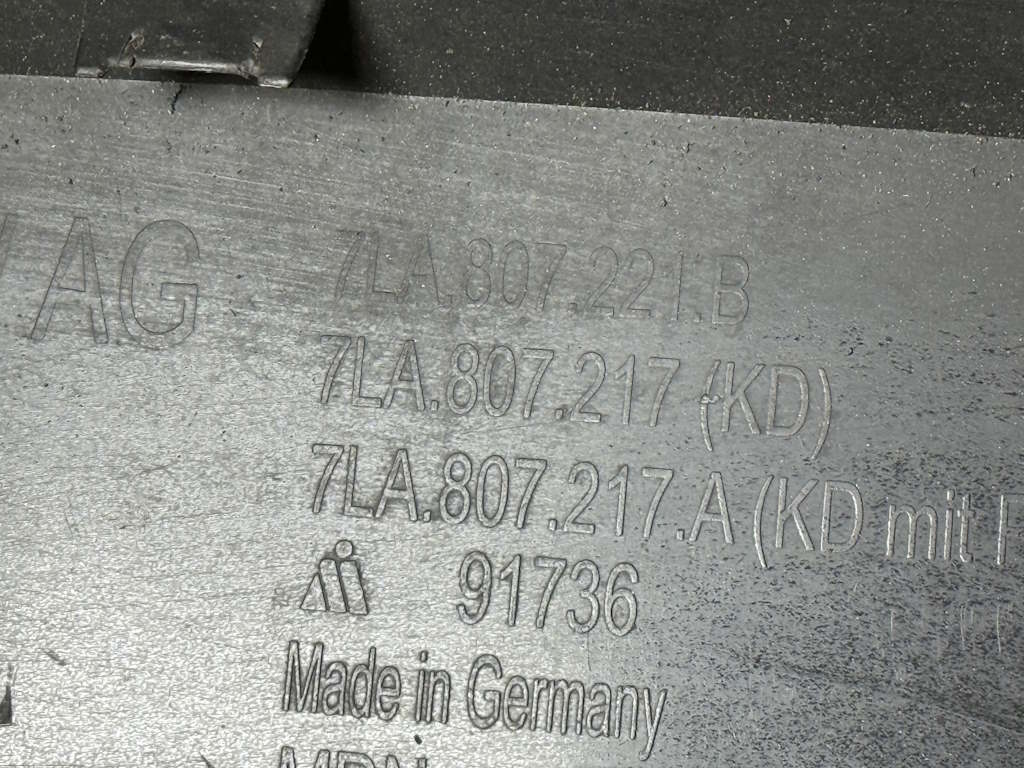 AG
7LA.807.221.B
7LA.807.217 (KD)
7LA.807.217.A (KD mit
91736
Made in Germany